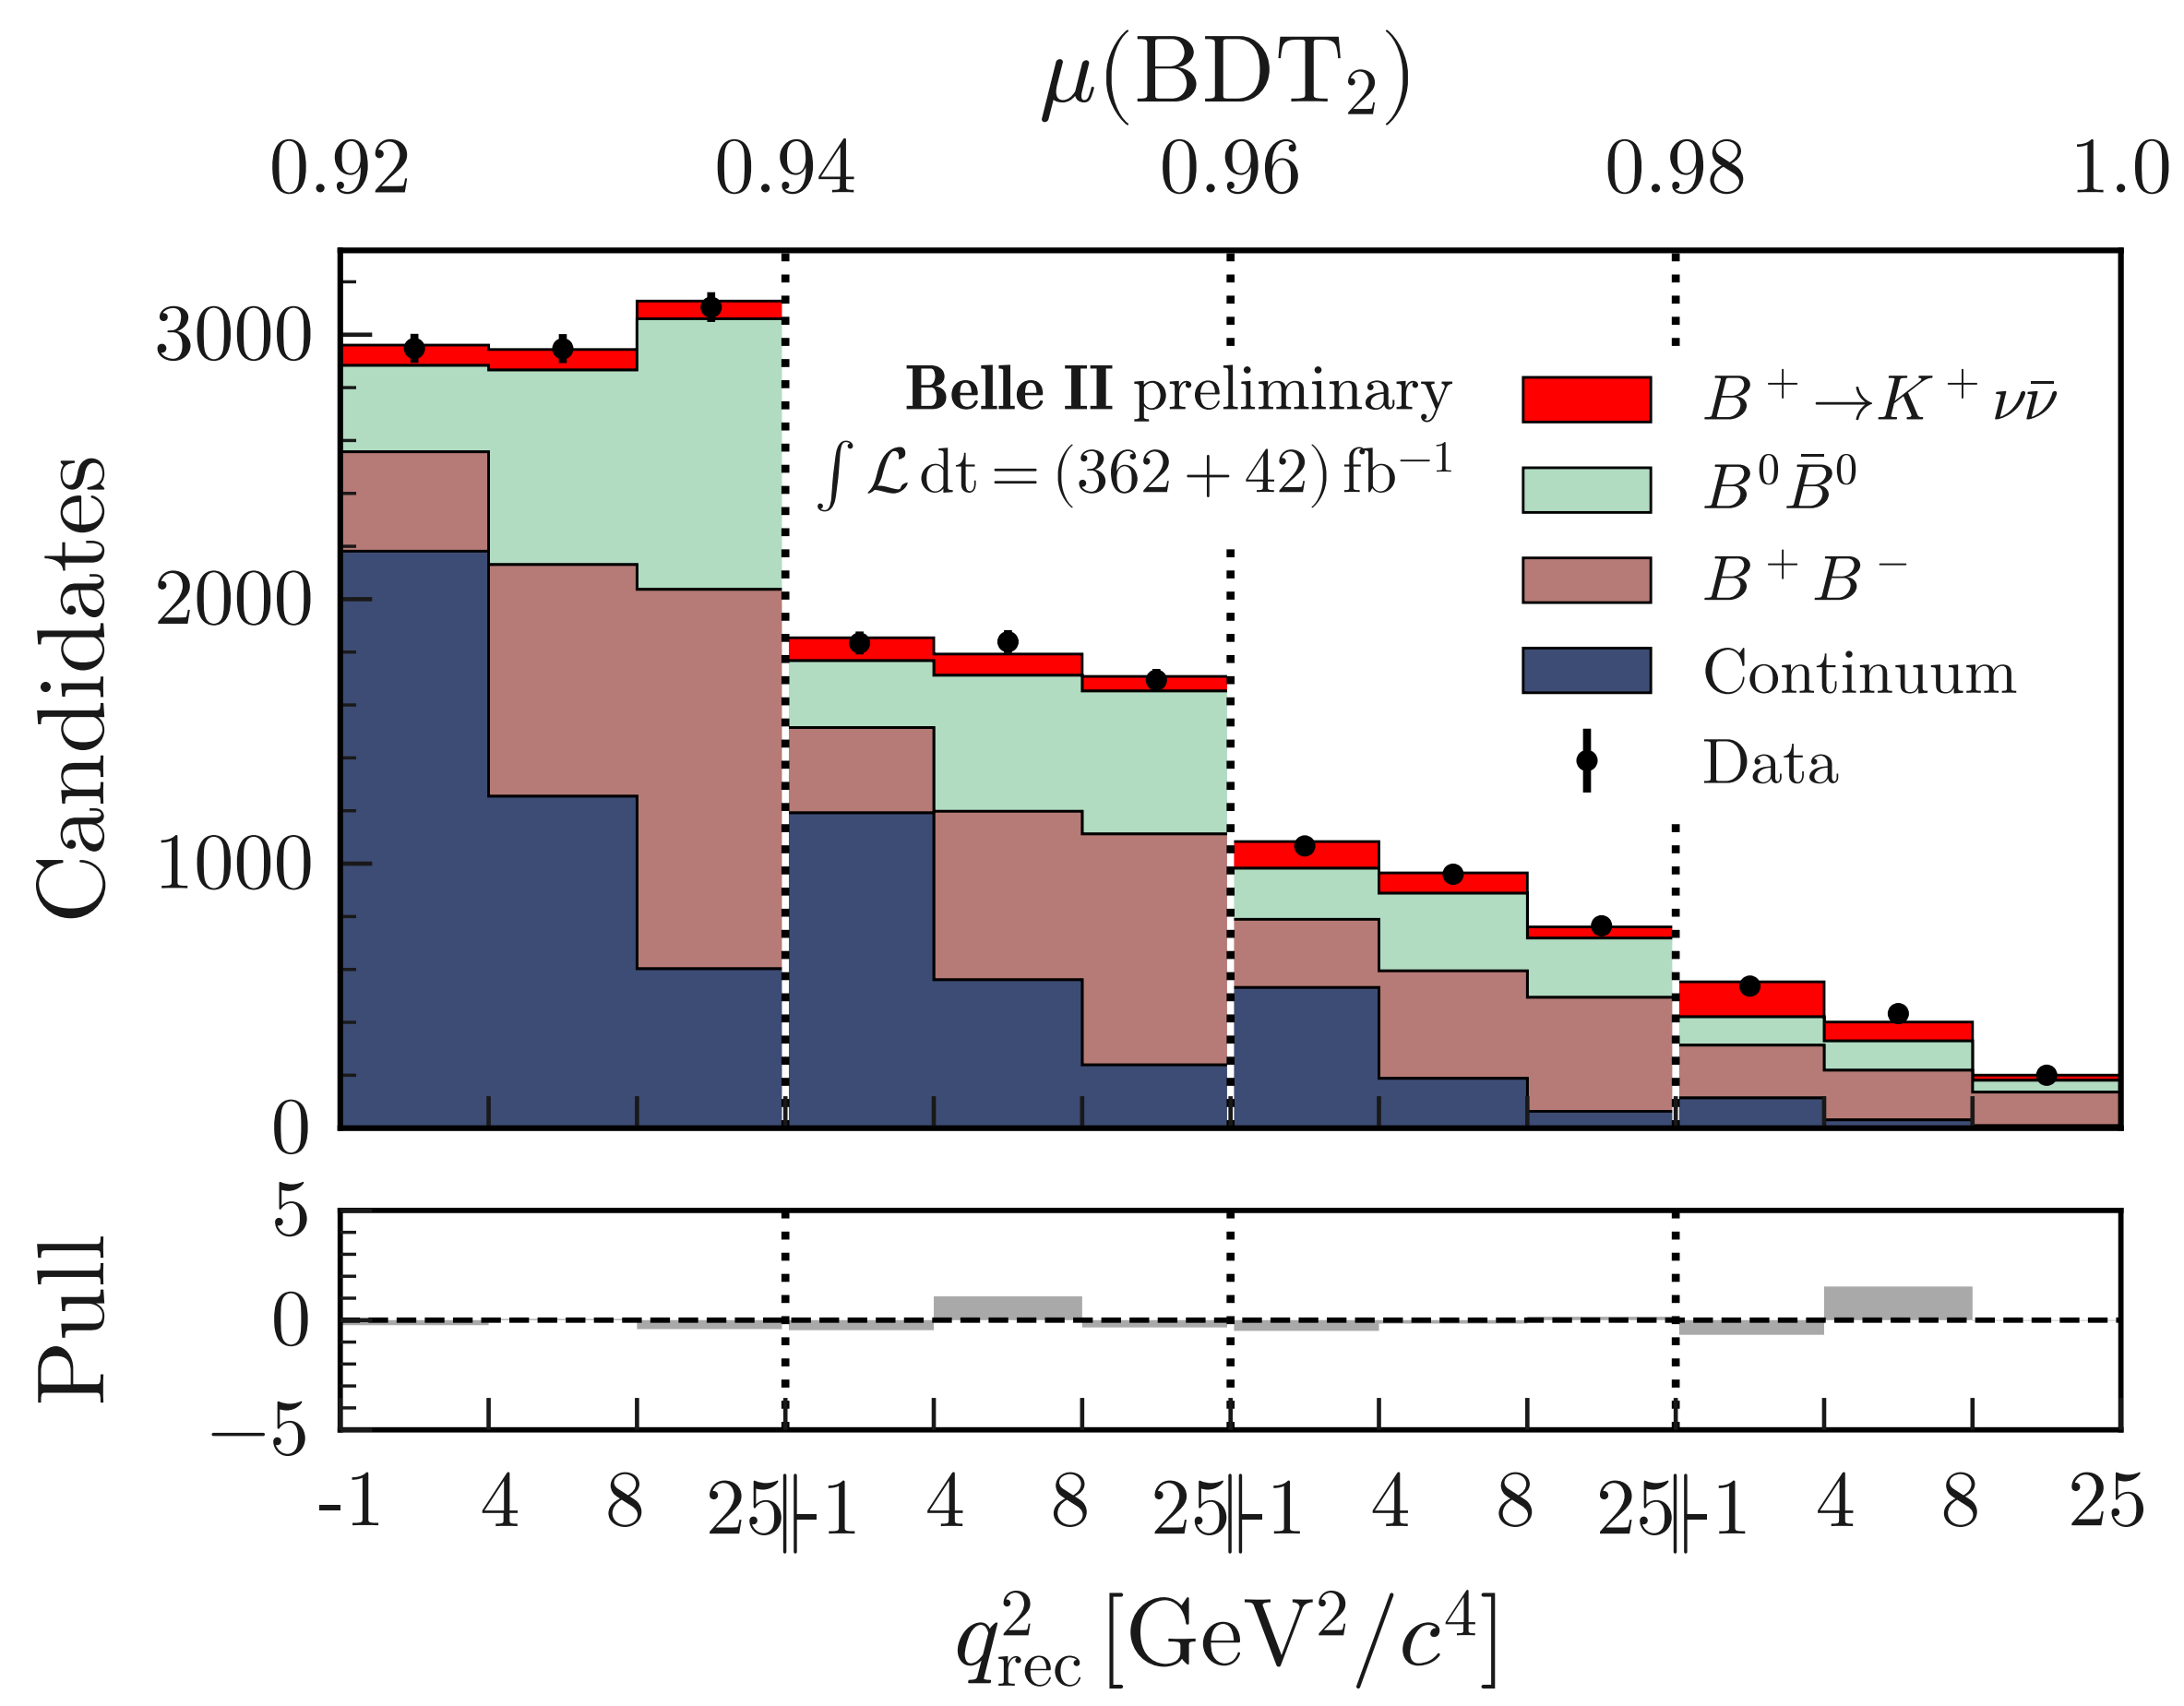 μ(BDT₂)
0.92 0.94 0.96 0.98 1.0
Candidates
3000
2000
1000
0
Belle II preliminary
∫ ℒ dt = (362 + 42) fb⁻¹
B⁺→K⁺νν̄
B⁰B̄⁰
B⁺B⁻
Continuum
Data
Pull
5
0
−5
-1 4 8 25||-1 4 8 25||-1 4 8 25||-1 4 8 25
q²rec [GeV²/c⁴]